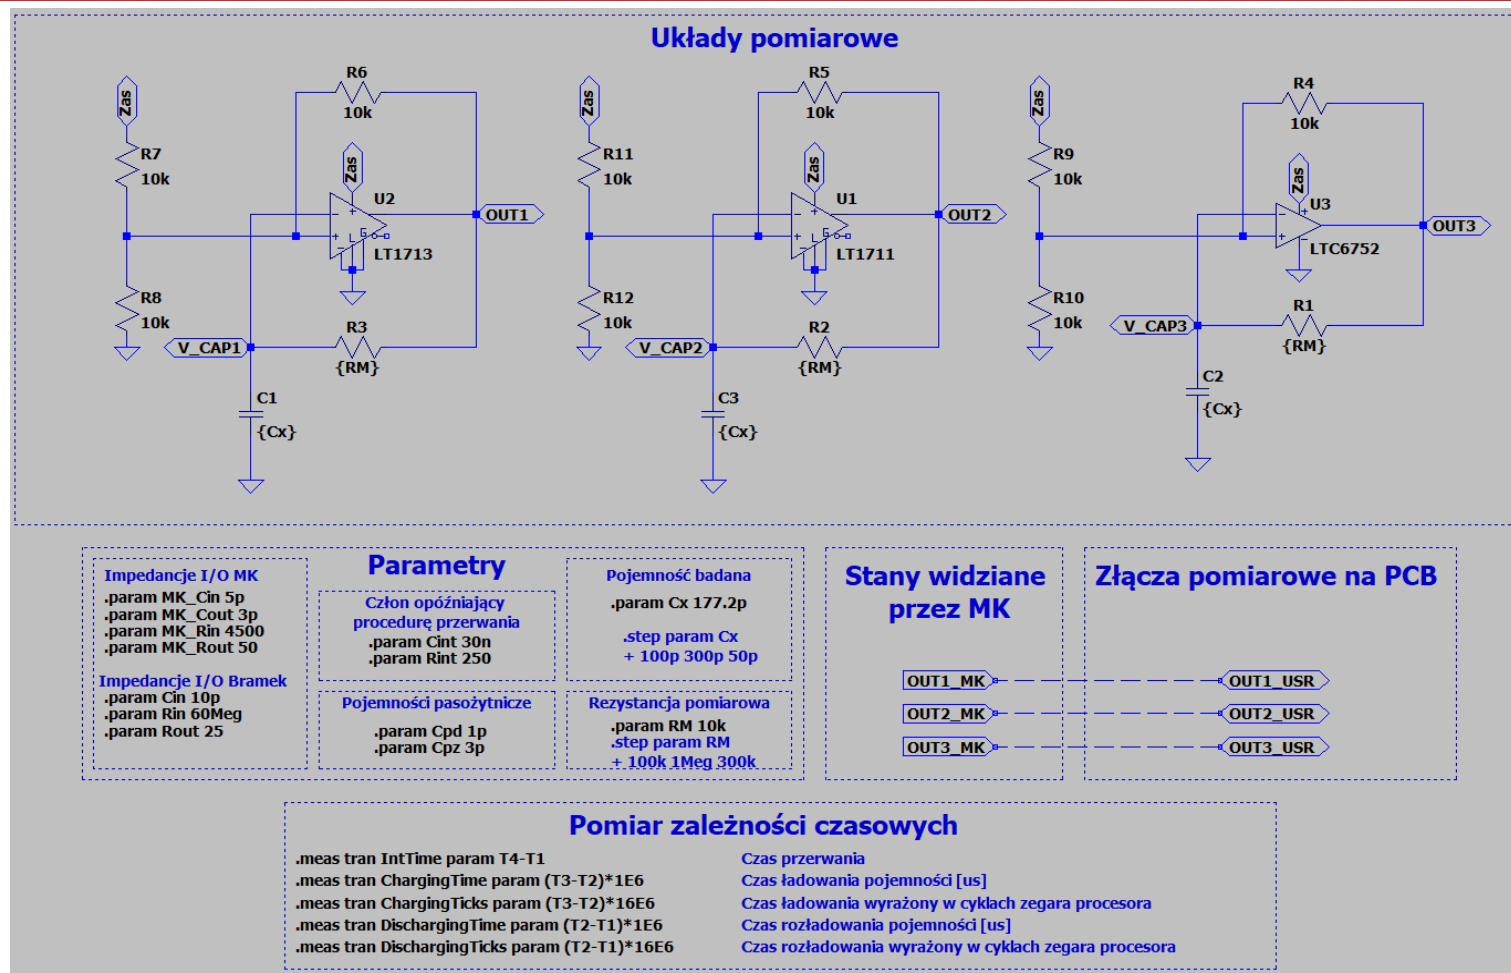 Układy pomiarowe
Zas
R7
10k
R8
10k
R6
10k
Zas
U2
LT1713
L
G
OUT1
V_CAP1
R3
{RM}
C1
{Cx}
Zas
R11
10k
R12
10k
R5
10k
Zas
U1
LT1711
L
G
OUT2
V_CAP2
R2
{RM}
C3
{Cx}
Zas
R9
10k
R10
10k
R4
10k
Zas
U3
LTC6752
OUT3
V_CAP3
R1
{RM}
C2
{Cx}
Parametry
Impedancje I/O MK
.param MK_Cin 5p
.param MK_Cout 3p
.param MK_Rin 4500
.param MK_Rout 50
Impedancje I/O Bramek
.param Cin 10p
.param Rin 60Meg
.param Rout 25
Człon opóźniający
procedurę przerwania
.param Cint 30n
.param Rint 250
Pojemności pasożytnicze
.param Cpd 1p
.param Cpz 3p
Pojemność badana
.param Cx 177.2p
.step param Cx
+ 100p 300p 50p
Rezystancja pomiarowa
.param RM 10k
.step param RM
+ 100k 1Meg 300k
Stany widziane
przez MK
OUT1_MK
OUT2_MK
OUT3_MK
Złącza pomiarowe na PCB
OUT1_USR
OUT2_USR
OUT3_USR
Pomiar zależności czasowych
.meas tran IntTime param T4-T1 Czas przerwania
.meas tran ChargingTime param (T3-T2)*1E6 Czas ładowania pojemności [us]
.meas tran ChargingTicks param (T3-T2)*16E6 Czas ładowania wyrażony w cyklach zegara procesora
.meas tran DischargingTime param (T2-T1)*1E6 Czas rozładowania pojemności [us]
.meas tran DischargingTicks param (T2-T1)*16E6 Czas rozładowania wyrażony w cyklach zegara procesora